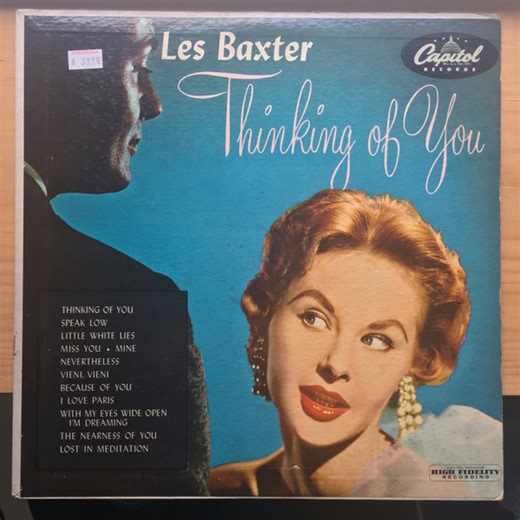 Les Baxter
Capitol
RECORDS
Thinking of You
THINKING OF YOU
SPEAK LOW
LITTLE WHITE LIES
MISS YOU • MINE
NEVERTHELESS
VIENI, VIENI
BECAUSE OF YOU
I LOVE PARIS
WITH MY EYES WIDE OPEN
I'M DREAMING
THE NEARNESS OF YOU
LOST IN MEDITATION
HIGH FIDELITY
RECORDING